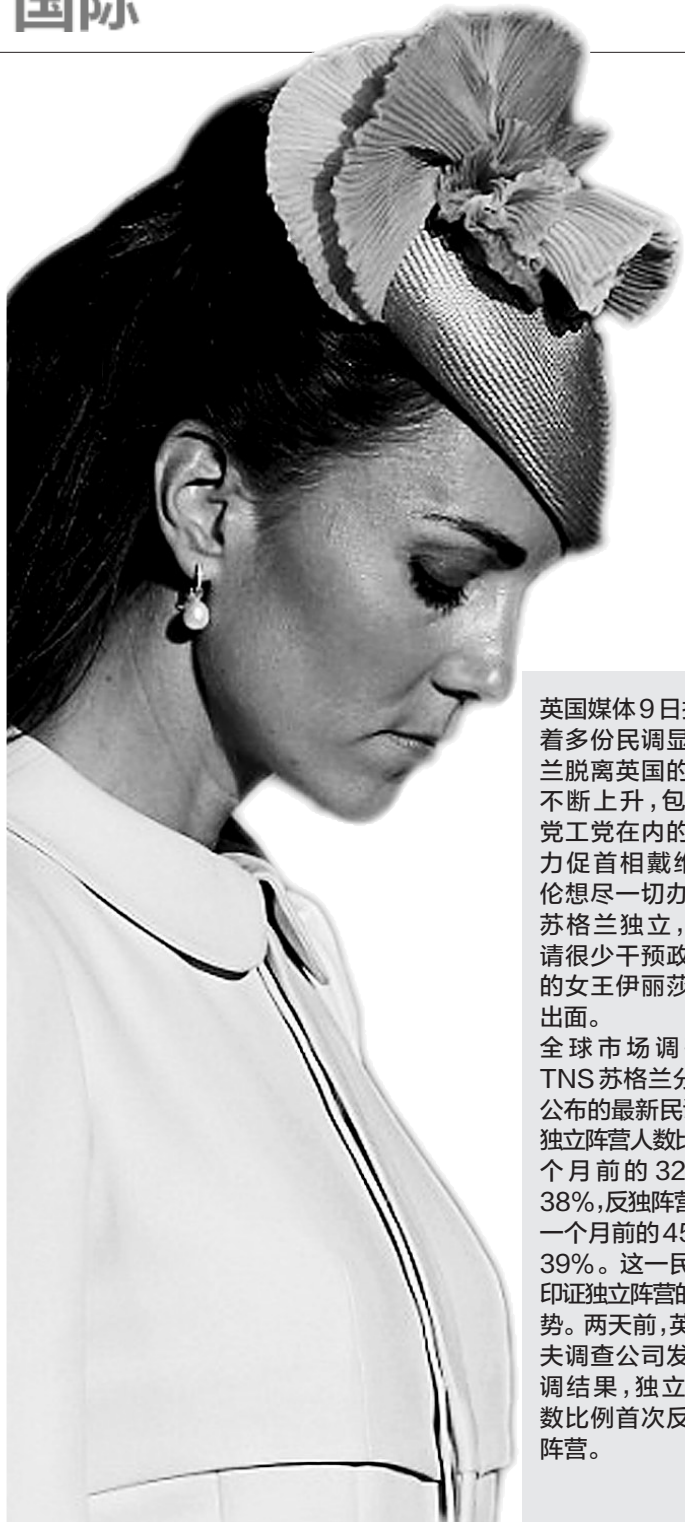 国际
英国媒体9日
着多份民调显
兰脱离英国的
不断上升，包
党工党在内的
力促首相戴维
伦想尽一切办
苏格兰独立，
请很少干预政
的女王伊丽莎
出面。
全球市场调
TNS苏格兰分
公布的最新民
独立阵营人数比
个月前的32
38%，反独阵营
一个月前的45
39%。这一民
印证独立阵营的
势。两天前，英
夫调查公司发
调结果，独立
数比例首次反
阵营。